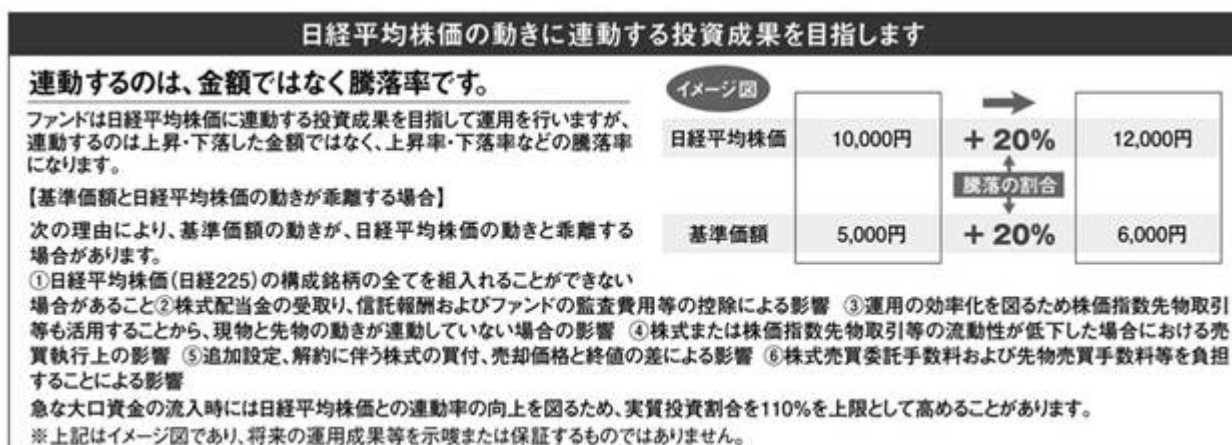 日経平均株価の動きに連動する投資成果を目指します
連動するのは、金額ではなく騰落率です。
ファンドは日経平均株価に連動する投資成果を目指して運用を行いますが、
連動するのは上昇・下落した金額ではなく、上昇率・下落率などの騰落率
になります。
【基準価額と日経平均株価の動きが乖離する場合】
次の理由により、基準価額の動きが、日経平均株価の動きと乖離する
場合があります。
イメージ図
日経平均株価 10,000円 +20% 12,000円
騰落の割合
基準価額 5,000円 +20% 6,000円
①日経平均株価(日経225)の構成銘柄の全てを組入れることができない
場合があること②株式配当金の受取り、信託報酬およびファンドの監査費用等の控除による影響 ③運用の効率化を図るため株価指数先物取引
等も活用することから、現物と先物の動きが連動していない場合の影響 ④株式または株価指数先物取引等の流動性が低下した場合における売
買執行上の影響 ⑤追加設定、解約に伴う株式の買付、売却価格と終値の差による影響 ⑥株式売買委託手数料および先物売買手数料等を負担
することによる影響
急な大口資金の流入時には日経平均株価との連動率の向上を図るため、実質投資割合を110%を上限として高めることがあります。
※上記はイメージ図であり、将来の運用成果等を示唆または保証するものではありません。